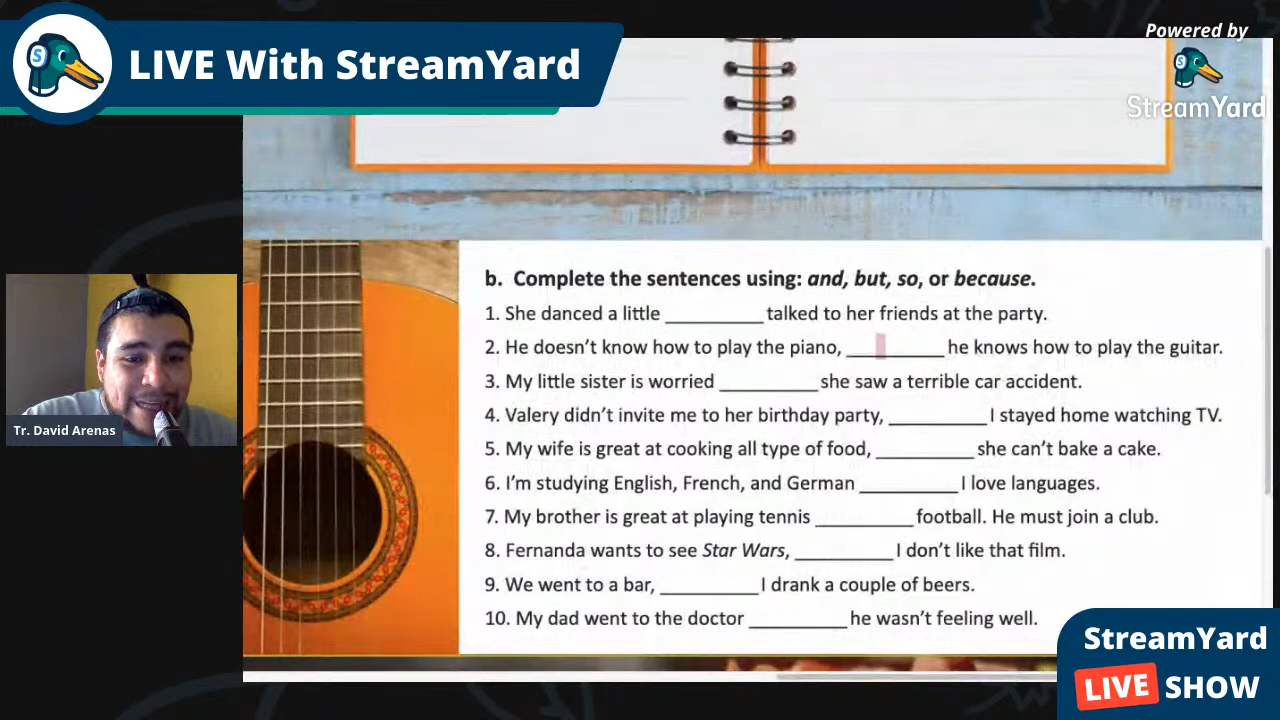 LIVE With StreamYard
Powered by
StreamYard
b. Complete the sentences using: and, but, so, or because.
1. She danced a little __________ talked to her friends at the party.
2. He doesn't know how to play the piano, __________ he knows how to play the guitar.
3. My little sister is worried __________ she saw a terrible car accident.
4. Valery didn't invite me to her birthday party, __________ I stayed home watching TV.
5. My wife is great at cooking all type of food, __________ she can't bake a cake.
6. I'm studying English, French, and German __________ I love languages.
7. My brother is great at playing tennis __________ football. He must join a club.
8. Fernanda wants to see Star Wars, __________ I don't like that film.
9. We went to a bar, __________ I drank a couple of beers.
10. My dad went to the doctor __________ he wasn't feeling well.
Tr. David Arenas
StreamYard
LIVE SHOW